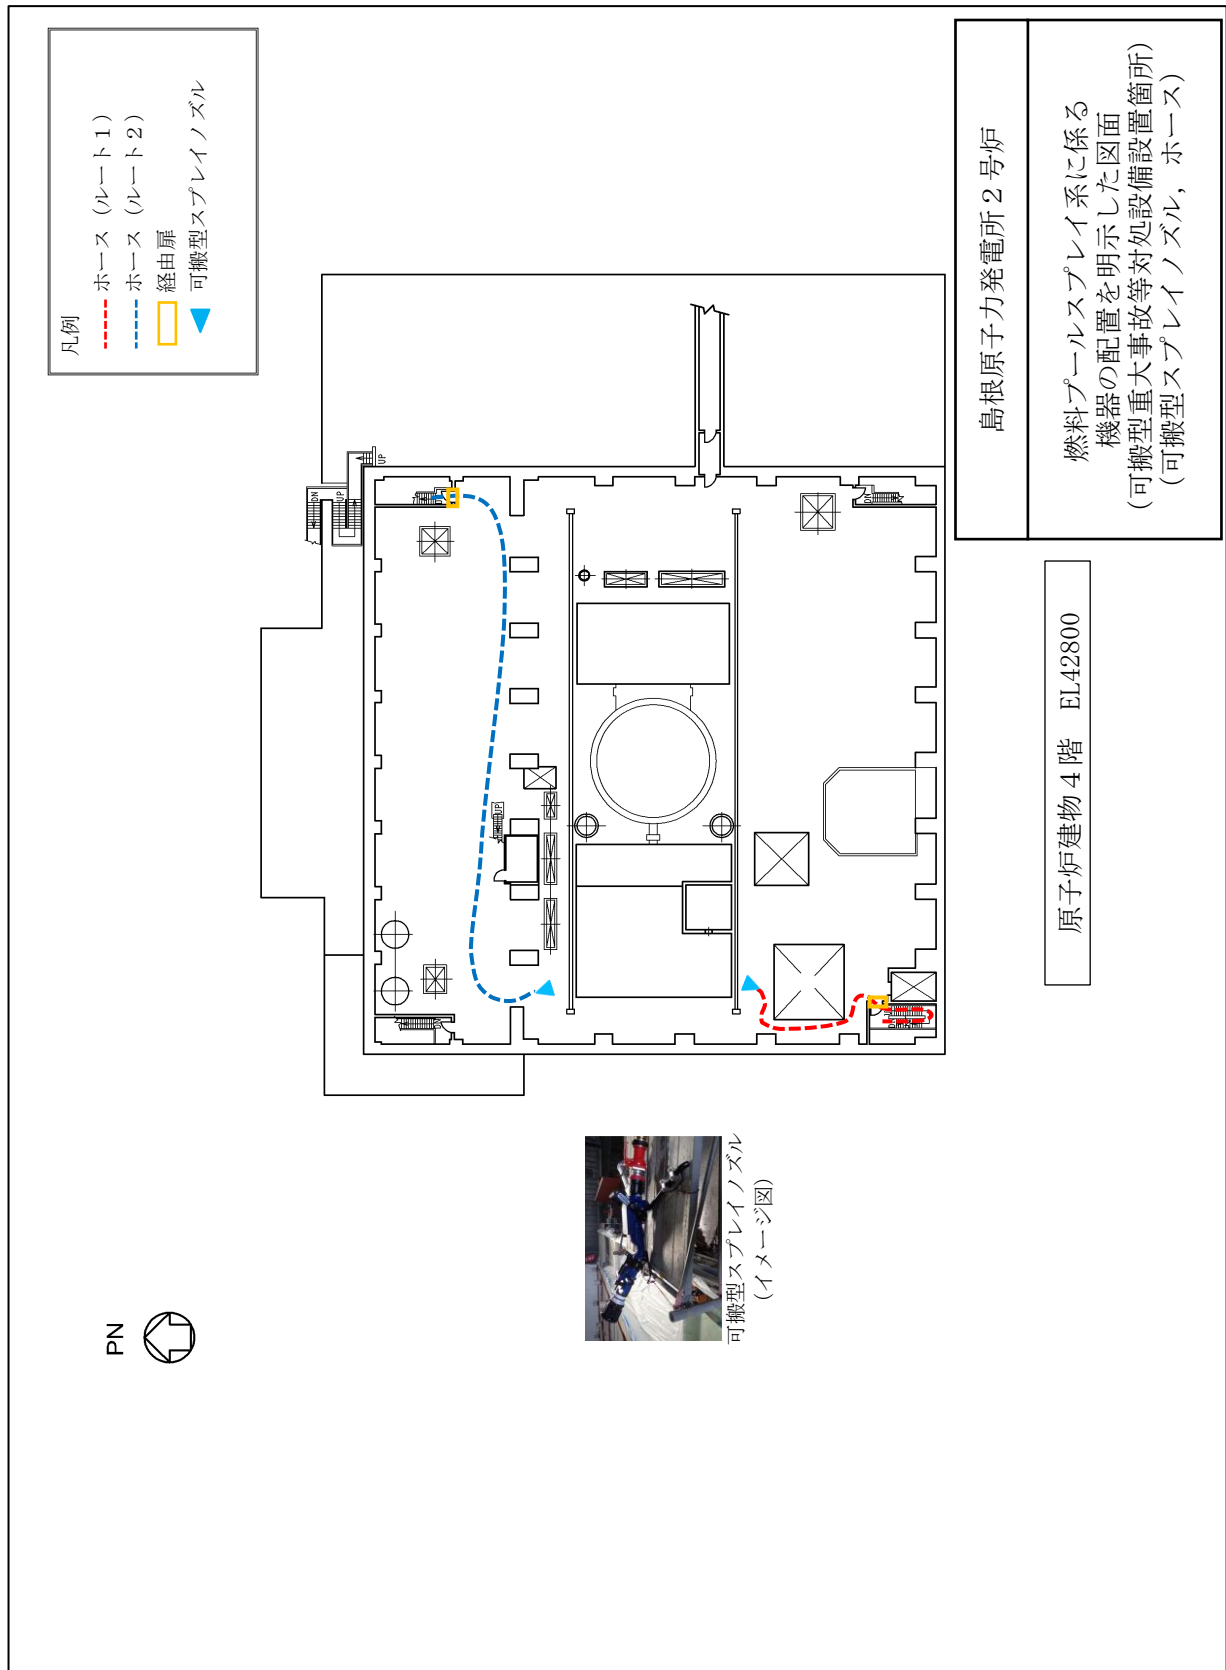 凡例
ホース（ルート１）
ホース（ルート２）
経由扉
可搬型スプレイノズル
PN
DN
UP
UP
DN
DN
UP
DN
DN
可搬型スプレイノズル
（イメージ図）
原子炉建物４階　EL42800
島根原子力発電所２号炉
燃料プールスプレイ系に係る
機器の配置を明示した図面
（可搬型重大事故等対処設備設置箇所）
（可搬型スプレイノズル，ホース）